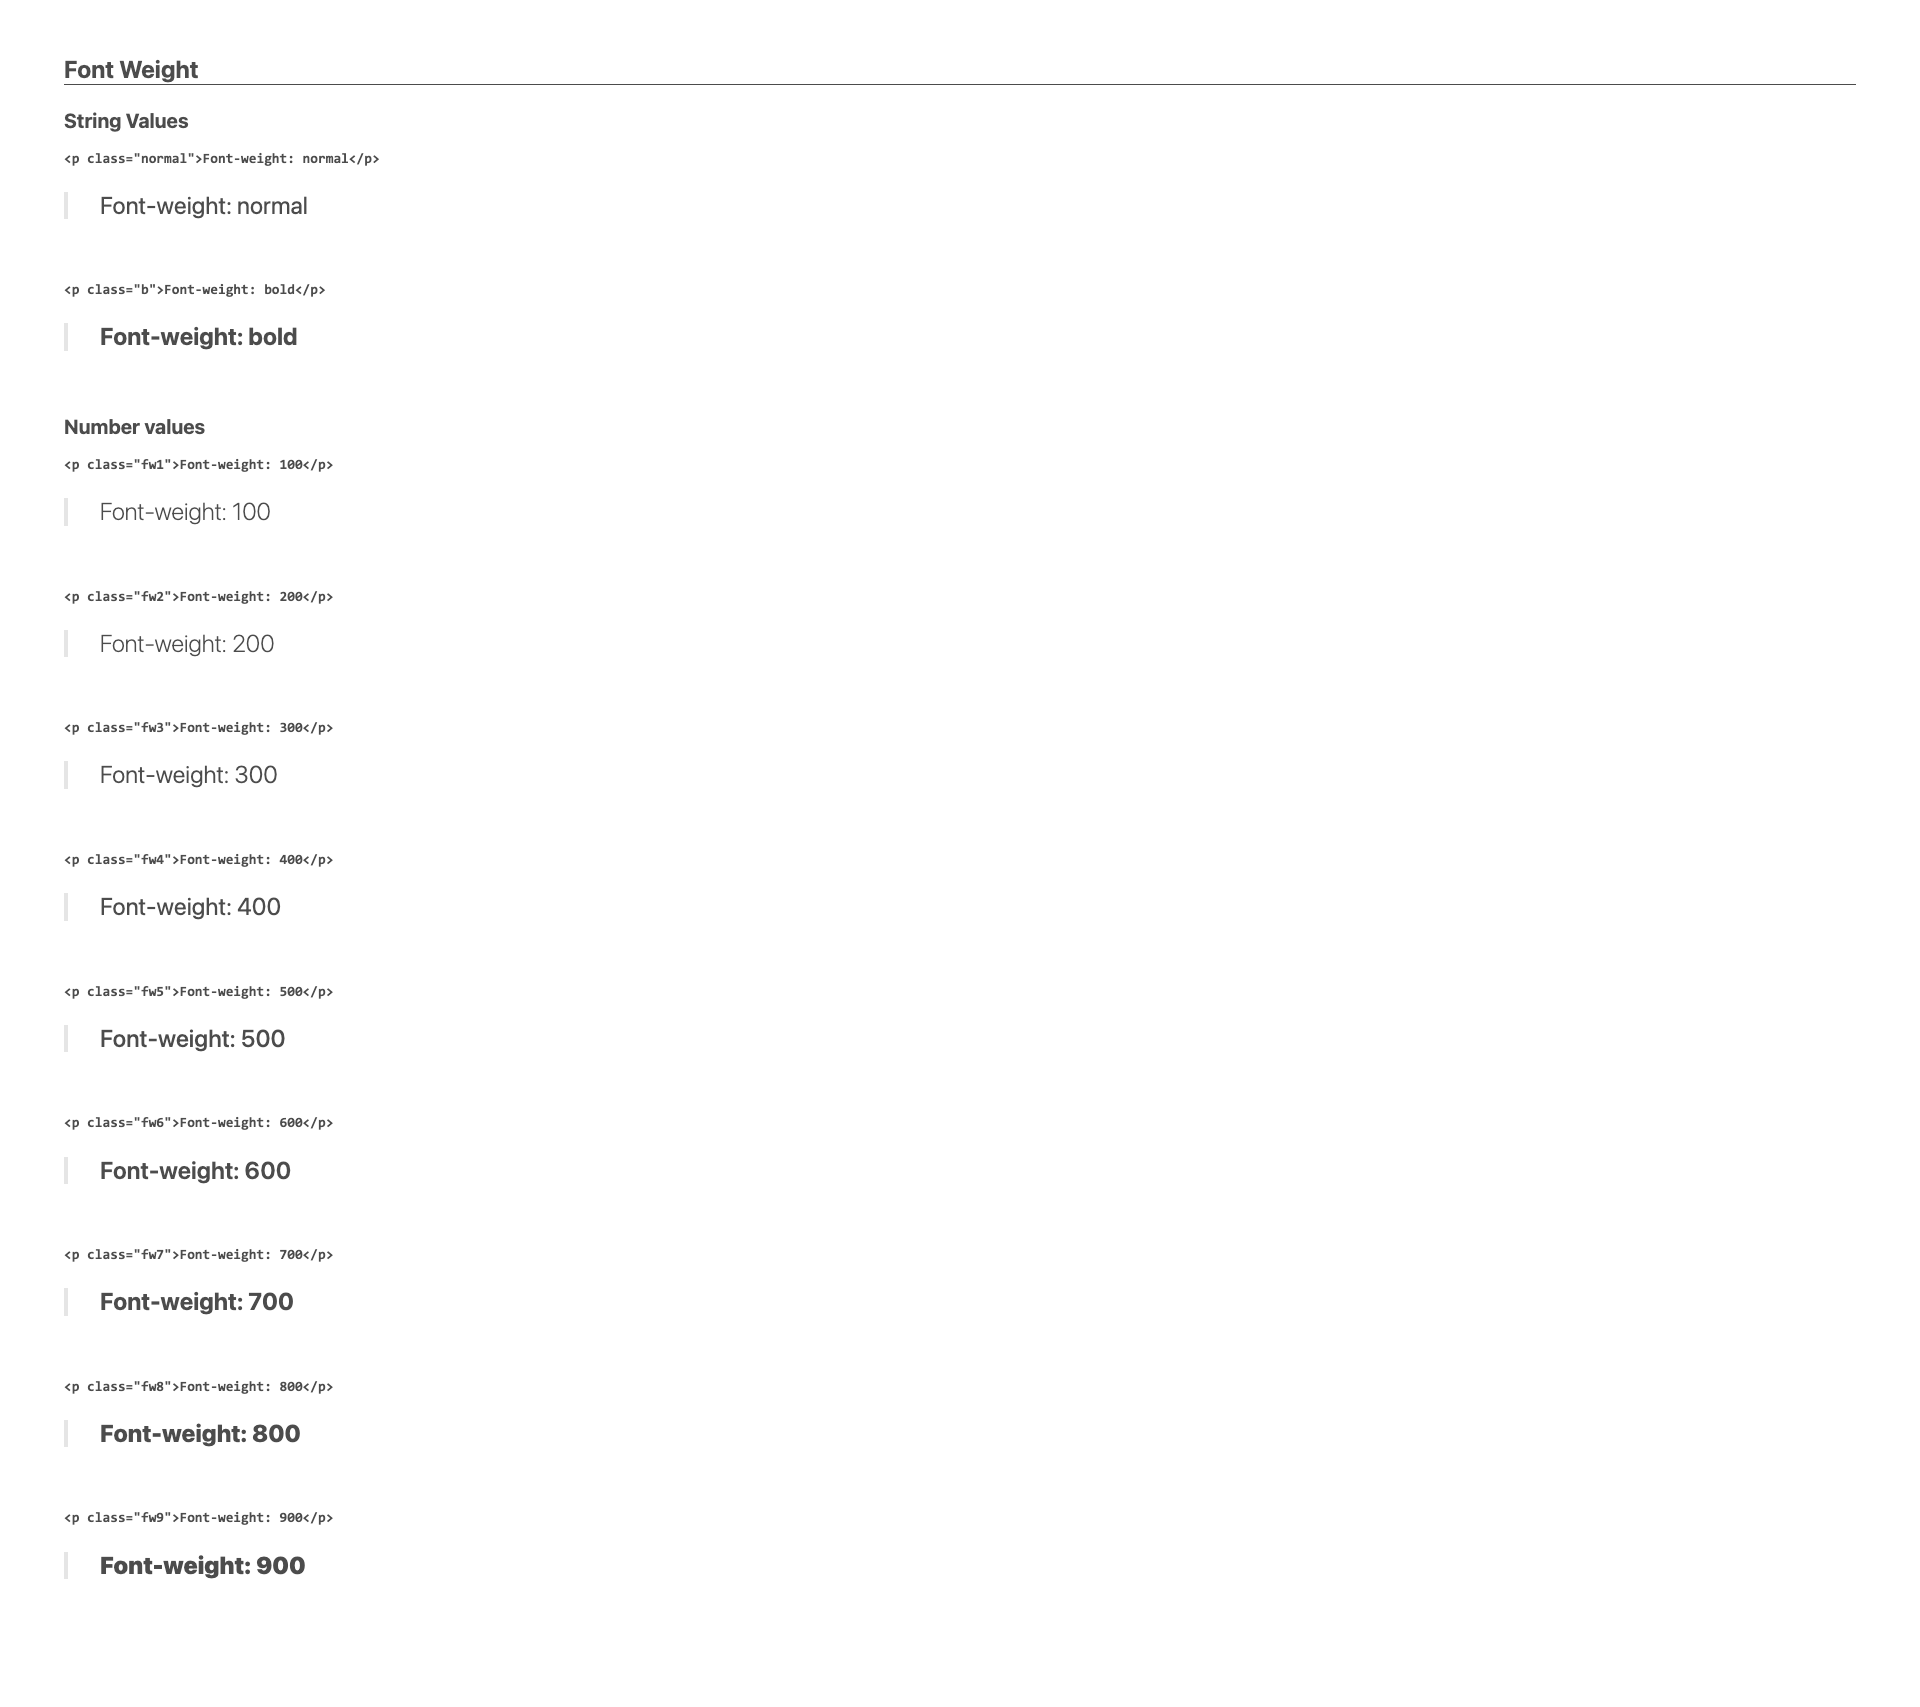 Font Weight
String Values
<p class="normal">Font-weight: normal</p>
Font-weight: normal
<p class="b">Font-weight: bold</p>
Font-weight: bold
Number values
<p class="fw1">Font-weight: 100</p>
Font-weight: 100
<p class="fw2">Font-weight: 200</p>
Font-weight: 200
<p class="fw3">Font-weight: 300</p>
Font-weight: 300
<p class="fw4">Font-weight: 400</p>
Font-weight: 400
<p class="fw5">Font-weight: 500</p>
Font-weight: 500
<p class="fw6">Font-weight: 600</p>
Font-weight: 600
<p class="fw7">Font-weight: 700</p>
Font-weight: 700
<p class="fw8">Font-weight: 800</p>
Font-weight: 800
<p class="fw9">Font-weight: 900</p>
Font-weight: 900